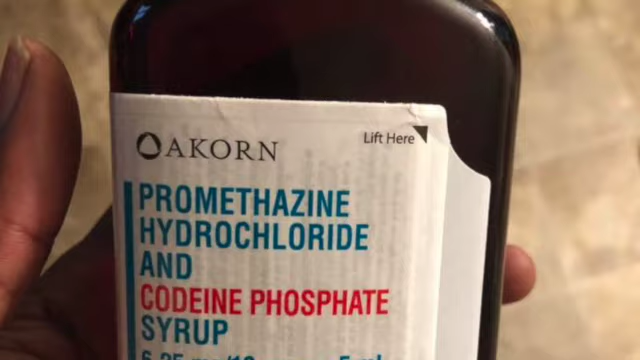 AKORN
Lift Here
PROMETHAZINE
HYDROCHLORIDE
AND
CODEINE PHOSPHATE
SYRUP